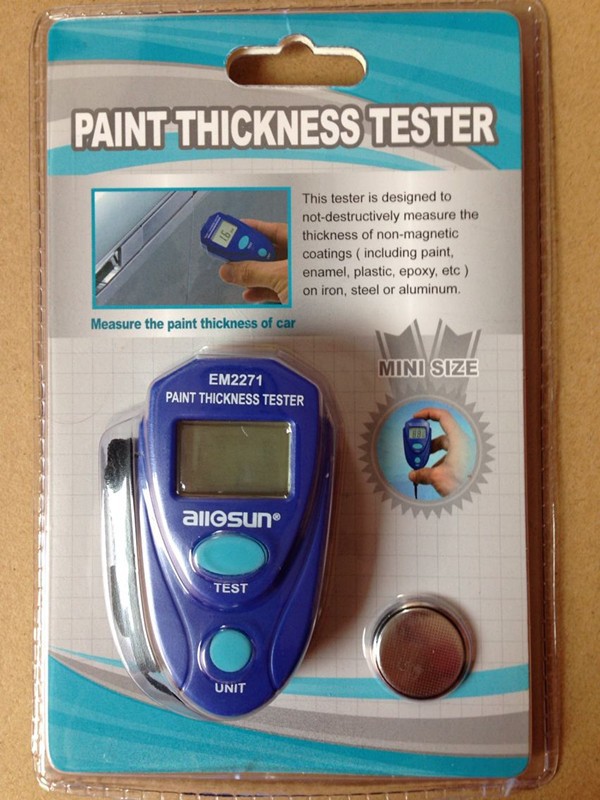 PAINT THICKNESS TESTER
This tester is designed to
not-destructively measure the
thickness of non-magnetic
coatings ( including paint,
enamel, plastic, epoxy, etc )
on iron, steel or aluminum.
Measure the paint thickness of car
MINI SIZE
EM2271
PAINT THICKNESS TESTER
allosun®
TEST
UNIT